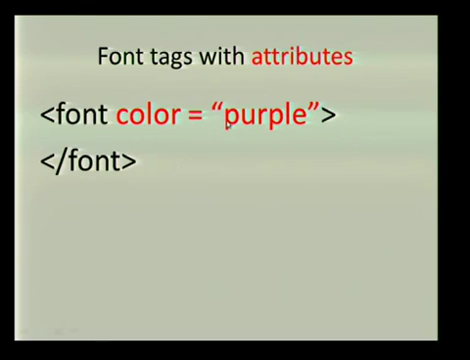 Font tags with attributes
<font color = “purple”>
</font>